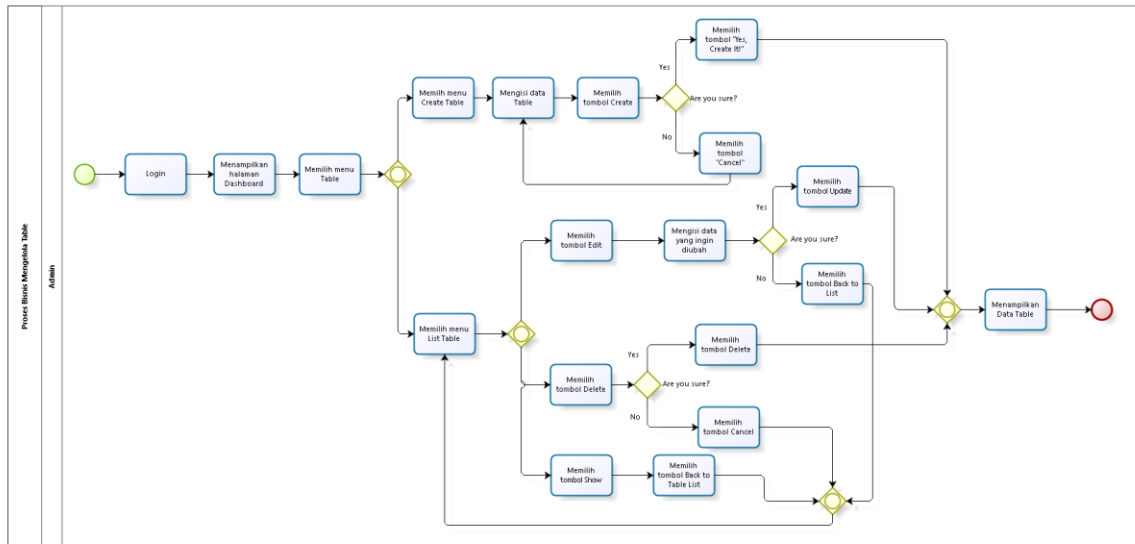 Proses Bisnis Mengelola Table
Admin
Login
Menampilkan
halaman
Dashboard
Memilih menu
Table
Memilh menu
Create Table
Mengisi data
Table
Memilih
tombol Create
Are you sure?
Yes
Memilih
tombol "Yes,
Create It!"
No
Memilih
tombol
"Cancel"
Memilih menu
List Table
Memilih
tombol Edit
Mengisi data
yang ingin
diubah
Are you sure?
Yes
Memilih
tombol Update
No
Memilih
tombol Back to
List
Memilih
tombol Delete
Are you sure?
Yes
Memilih
tombol Delete
No
Memilih
tombol Cancel
Memilih
tombol Show
Memilih
tombol Back to
Table List
Menampilkan
Data Table